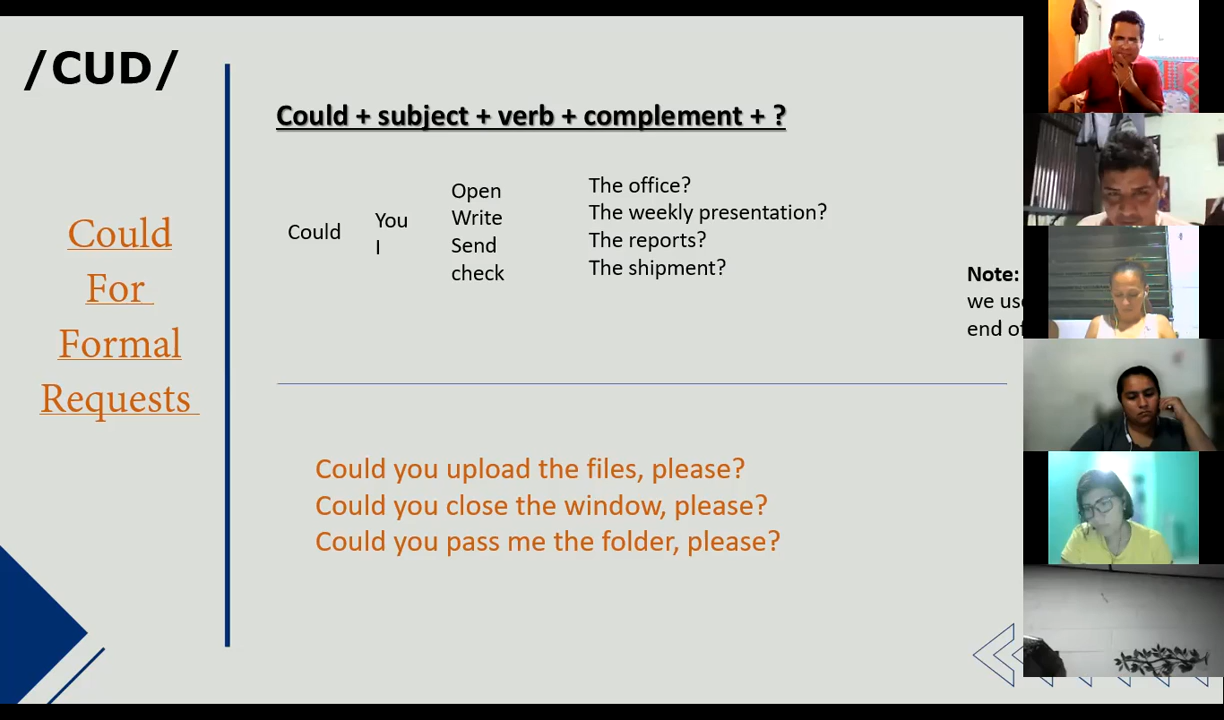 /CUD/
Could
For
Formal
Requests
Could + subject + verb + complement + ?
Could
You
I
Open
Write
Send
check
The office?
The weekly presentation?
The reports?
The shipment?
Note:
we
end
Could you upload the files, please?
Could you close the window, please?
Could you pass me the folder, please?